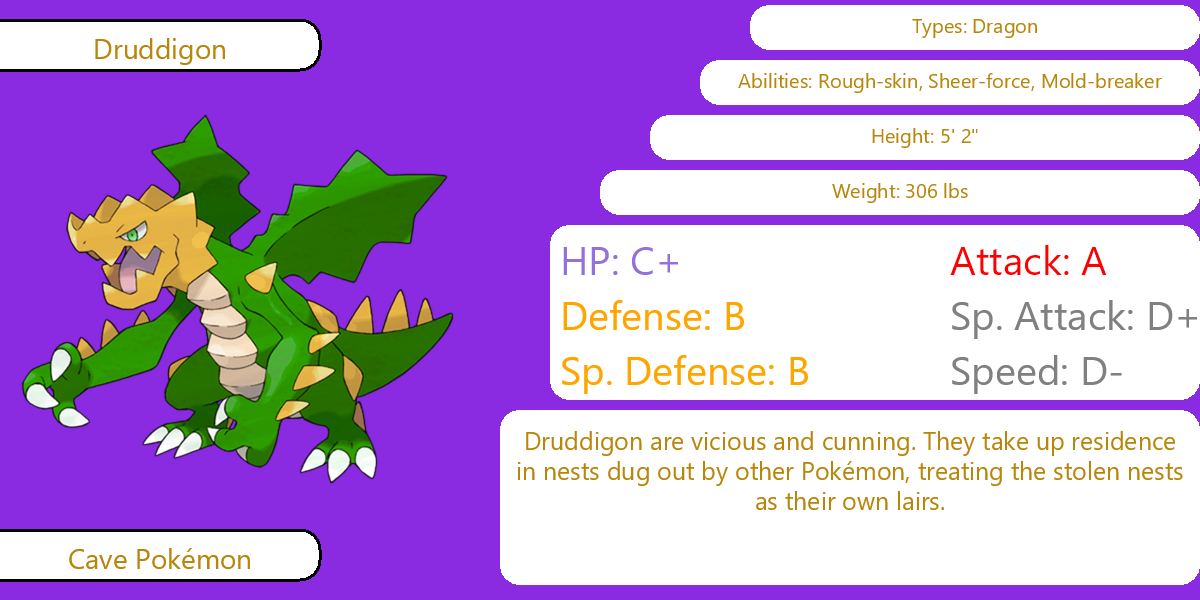 Druddigon
Types: Dragon
Abilities: Rough-skin, Sheer-force, Mold-breaker
Height: 5' 2"
Weight: 306 lbs
HP: C+
Attack: A
Defense: B
Sp. Attack: D+
Sp. Defense: B
Speed: D-
Druddigon are vicious and cunning. They take up residence
in nests dug out by other Pokémon, treating the stolen nests
as their own lairs.
Cave Pokémon